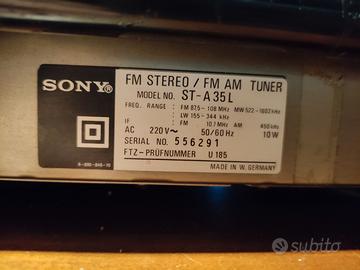 SONY®
FM STEREO / FM AM TUNER
MODEL NO. ST-A35L
FREQ. RANGE : FM 87.5 - 108 MHz MW 522 - 1602 kHz
LW 155 - 344 kHz
IF : FM 10.7 MHz AM 450 kHz
AC 220V~ 50/60 Hz 10W
SERIAL NO. 556291
FTZ-PRÜFNUMMER U 185
MADE IN W. GERMANY
subito